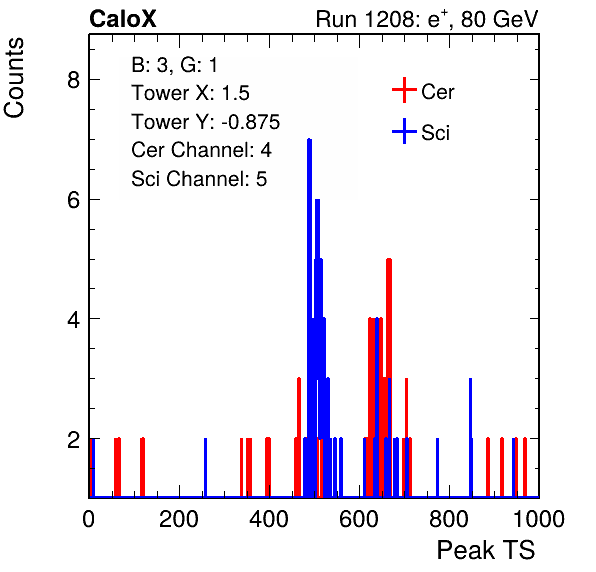 CaloX Run 1208: e⁺, 80 GeV
Counts
B: 3, G: 1
Tower X: 1.5
Tower Y: -0.875
Cer Channel: 4
Sci Channel: 5
Cer
Sci
8
6
4
2
0 200 400 600 800 1000
Peak TS